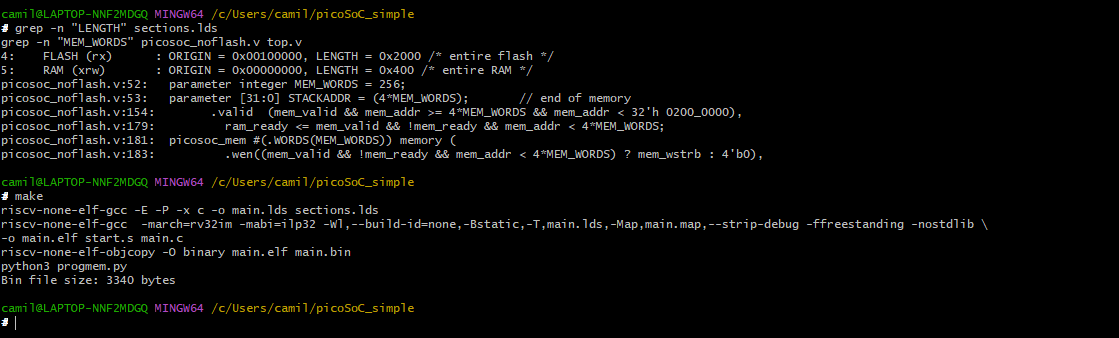 camil@LAPTOP-NNF2MDGQ MINGW64 /c/Users/camil/picoSoC_simple
# grep -n "LENGTH" sections.lds
grep -n "MEM_WORDS" picosoc_noflash.v top.v
4:    FLASH (rx)      : ORIGIN = 0x00100000, LENGTH = 0x2000 /* entire flash */
5:    RAM (xrw)       : ORIGIN = 0x00000000, LENGTH = 0x400 /* entire RAM */
picosoc_noflash.v:52:   parameter integer MEM_WORDS = 256;
picosoc_noflash.v:53:   parameter [31:0] STACKADDR = (4*MEM_WORDS);       // end of memory
picosoc_noflash.v:154:        .valid  (mem_valid && mem_addr >= 4*MEM_WORDS && mem_addr < 32'h 0200_0000),
picosoc_noflash.v:179:          ram_ready <= mem_valid && !mem_ready && mem_addr < 4*MEM_WORDS;
picosoc_noflash.v:181:  picosoc_mem #(.WORDS(MEM_WORDS)) memory (
picosoc_noflash.v:183:          .wen((mem_valid && !mem_ready && mem_addr < 4*MEM_WORDS) ? mem_wstrb : 4'b0),
camil@LAPTOP-NNF2MDGQ MINGW64 /c/Users/camil/picoSoC_simple
# make
riscv-none-elf-gcc -E -P -x c -o main.lds sections.lds
riscv-none-elf-gcc  -march=rv32im -mabi=ilp32 -Wl,--build-id=none,-Bstatic,-T,main.lds,-Map,main.map,--strip-debug -ffreestanding -nostdlib \
-o main.elf start.s main.c
riscv-none-elf-objcopy -O binary main.elf main.bin
python3 progmem.py
Bin file size: 3340 bytes
camil@LAPTOP-NNF2MDGQ MINGW64 /c/Users/camil/picoSoC_simple
#